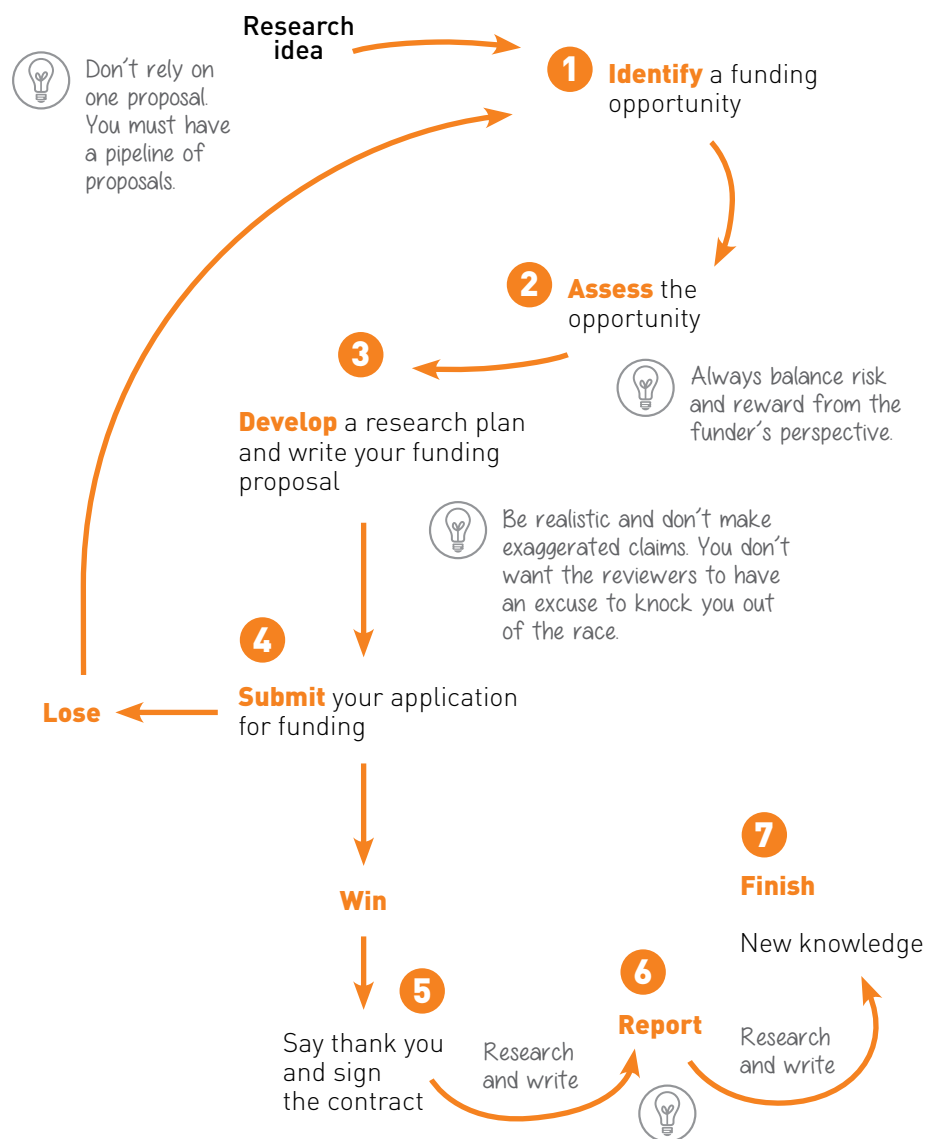 Research
idea
Don't rely on
one proposal.
You must have
a pipeline of
proposals.
1 Identify a funding
opportunity
2 Assess the
opportunity
Always balance risk
and reward from the
funder's perspective.
3
Develop a research plan
and write your funding
proposal
Be realistic and don't make
exaggerated claims. You don't
want the reviewers to have
an excuse to knock you out
of the race.
4
Submit your application
for funding
Lose
Win
5
Say thank you
and sign
the contract
Research
and write
6
Report
Research
and write
7
Finish
New knowledge